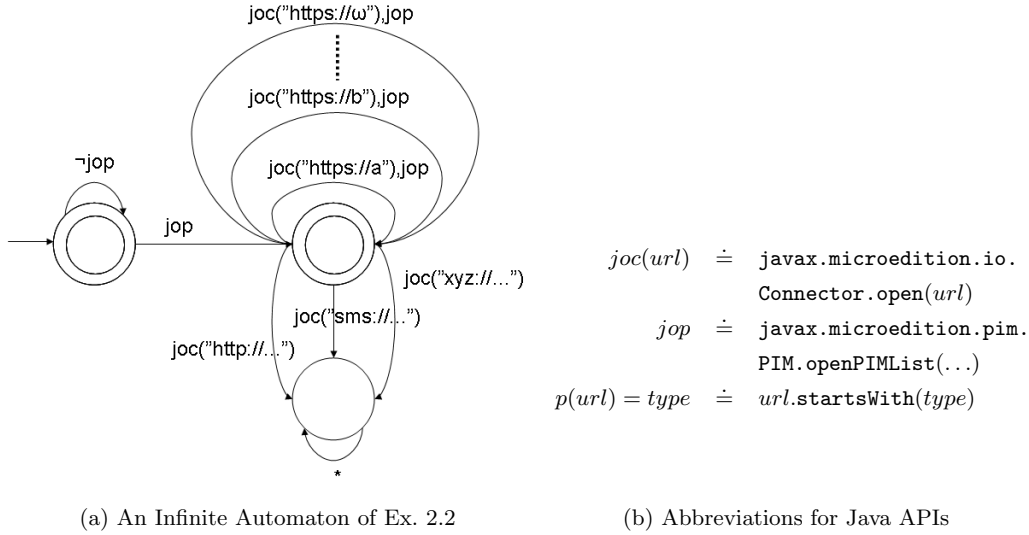 joc("https://ω"),jop
joc("https://b"),jop
joc("https://a"),jop
¬jop
jop
joc("xyz://...")
joc("sms://...")
joc("http://...")
*
joc(url) ≐ javax.microedition.io.
Connector.open(url)
jop ≐ javax.microedition.pim.
PIM.openPIMList(...)
p(url) = type ≐ url.startsWith(type)
(a) An Infinite Automaton of Ex. 2.2
(b) Abbreviations for Java APIs